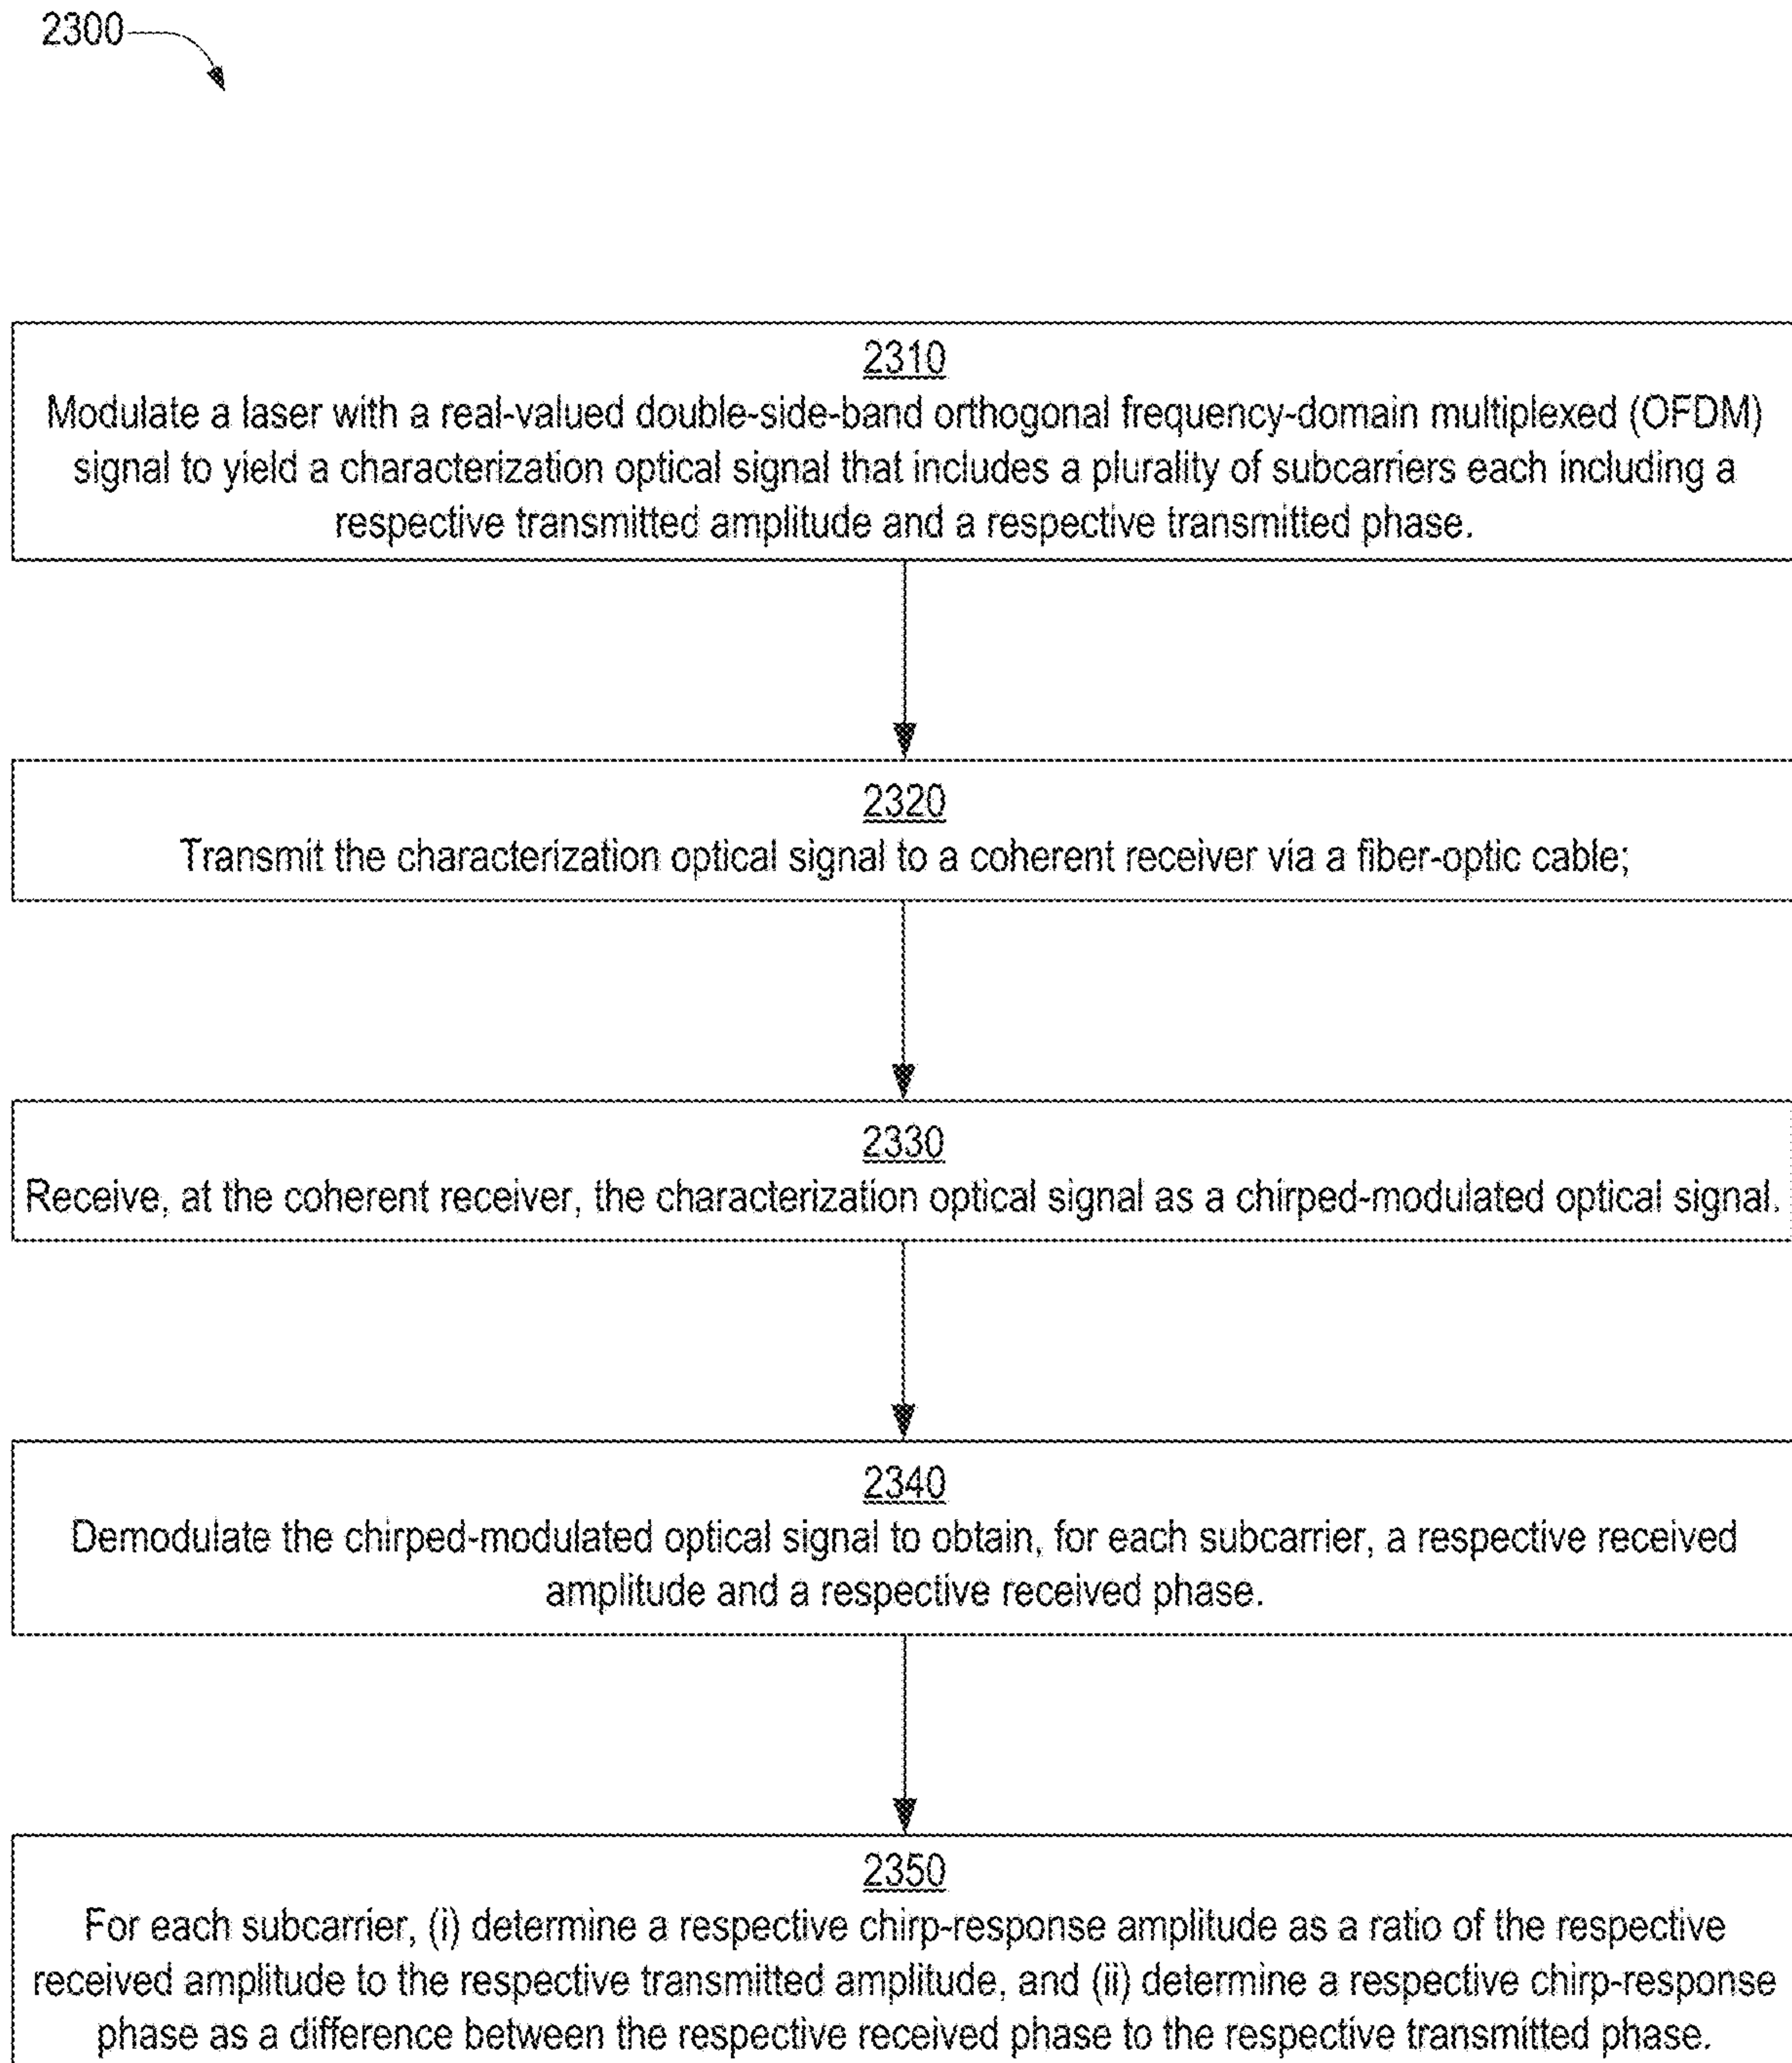 2300
2310
Modulate a laser with a real-valued double-side-band orthogonal frequency-domain multiplexed (OFDM)
signal to yield a characterization optical signal that includes a plurality of subcarriers each including a
respective transmitted amplitude and a respective transmitted phase.
2320
Transmit the characterization optical signal to a coherent receiver via a fiber-optic cable;
2330
Receive, at the coherent receiver, the characterization optical signal as a chirped-modulated optical signal.
2340
Demodulate the chirped-modulated optical signal to obtain, for each subcarrier, a respective received
amplitude and a respective received phase.
2350
For each subcarrier, (i) determine a respective chirp-response amplitude as a ratio of the respective
received amplitude to the respective transmitted amplitude, and (ii) determine a respective chirp-response
phase as a difference between the respective received phase to the respective transmitted phase.